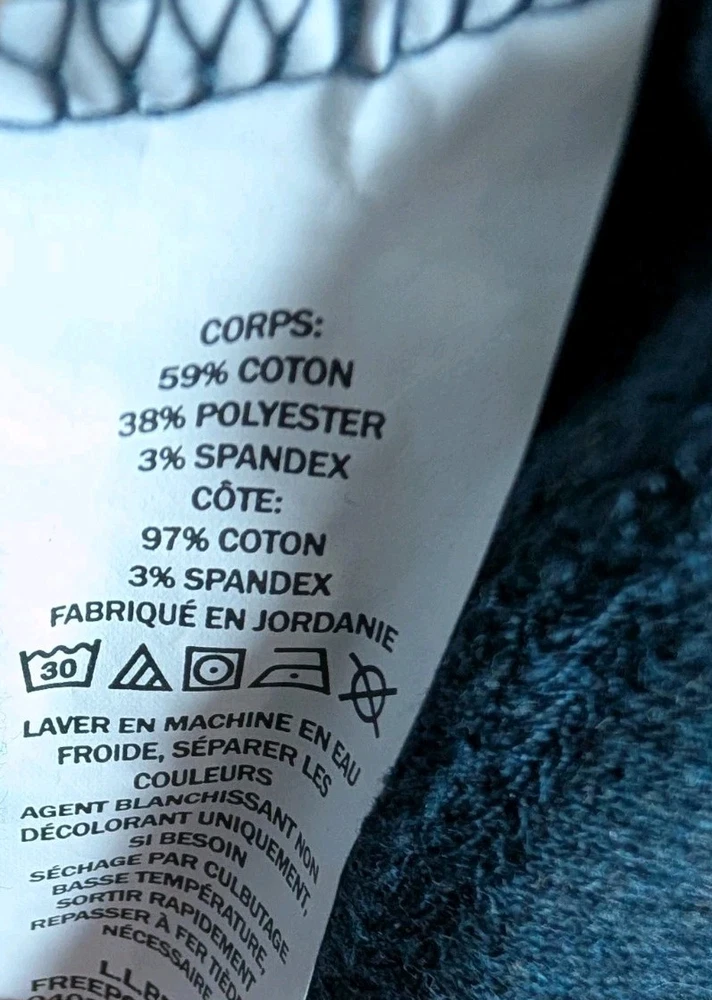 CORPS:
59% COTON
38% POLYESTER
3% SPANDEX
CÔTE:
97% COTON
3% SPANDEX
FABRIQUÉ EN JORDANIE
30
LAVER EN MACHINE EN EAU
FROIDE, SÉPARER LES
COULEURS
AGENT BLANCHISSANT NON
DÉCOLORANT UNIQUEMENT,
SI BESOIN
SÉCHAGE PAR CULBUTAGE
BASSE TEMPÉRATURE,
SORTIR RAPIDEMENT
REPASSER À FER TIÈD
NÉCESSAIRE